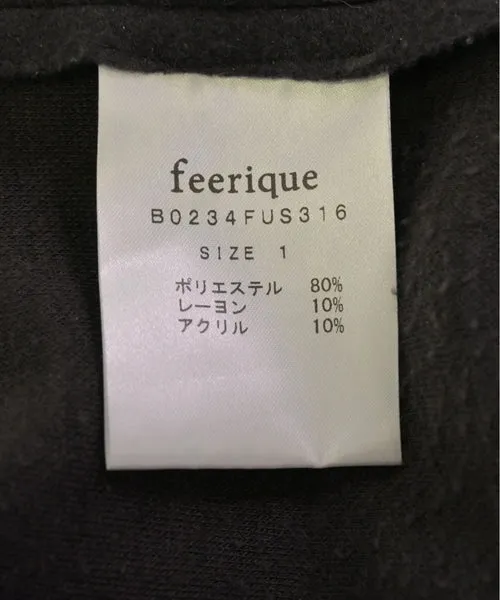 feerique
B0234FUS316
SIZE 1
ポリエステル 80%
レーヨン 10%
アクリル 10%